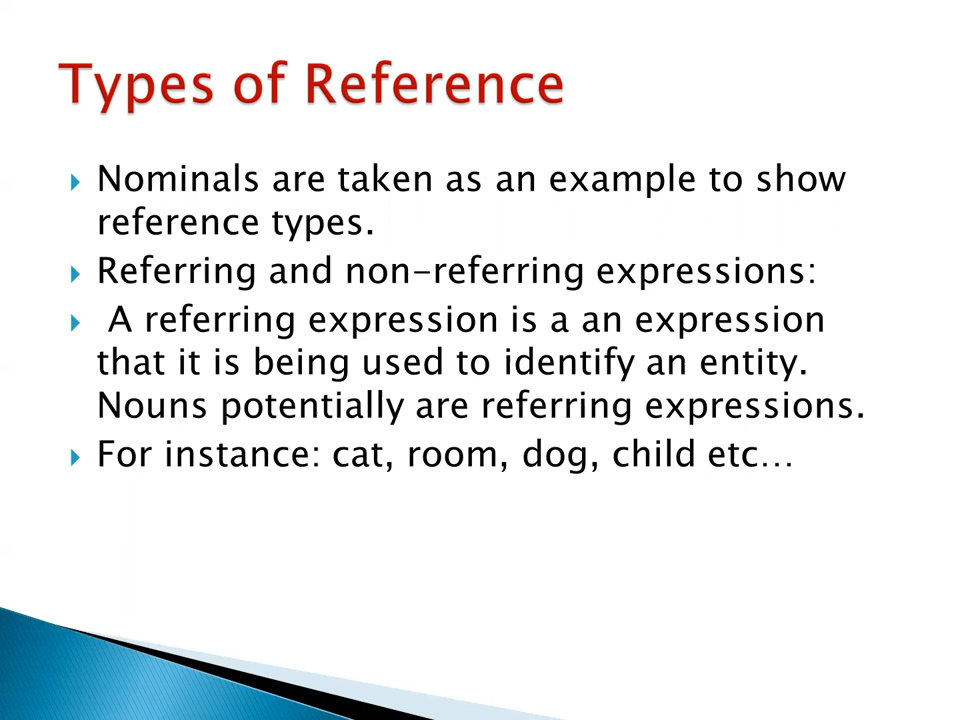 Types of Reference
Nominals are taken as an example to show
reference types.
Referring and non-referring expressions:
A referring expression is a an expression
that it is being used to identify an entity.
Nouns potentially are referring expressions.
For instance: cat, room, dog, child etc…